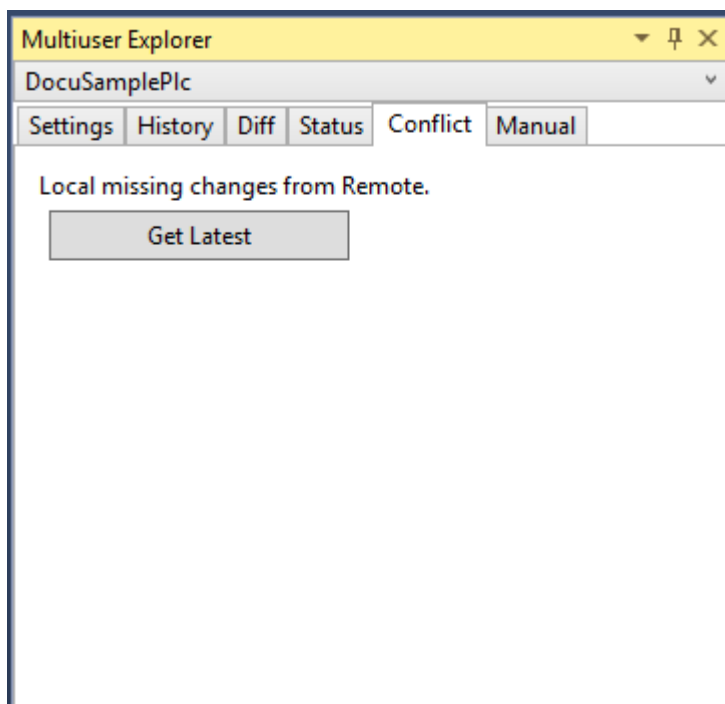 Multiuser Explorer
DocuSamplePlc
Settings History Diff Status Conflict Manual
Local missing changes from Remote.
Get Latest